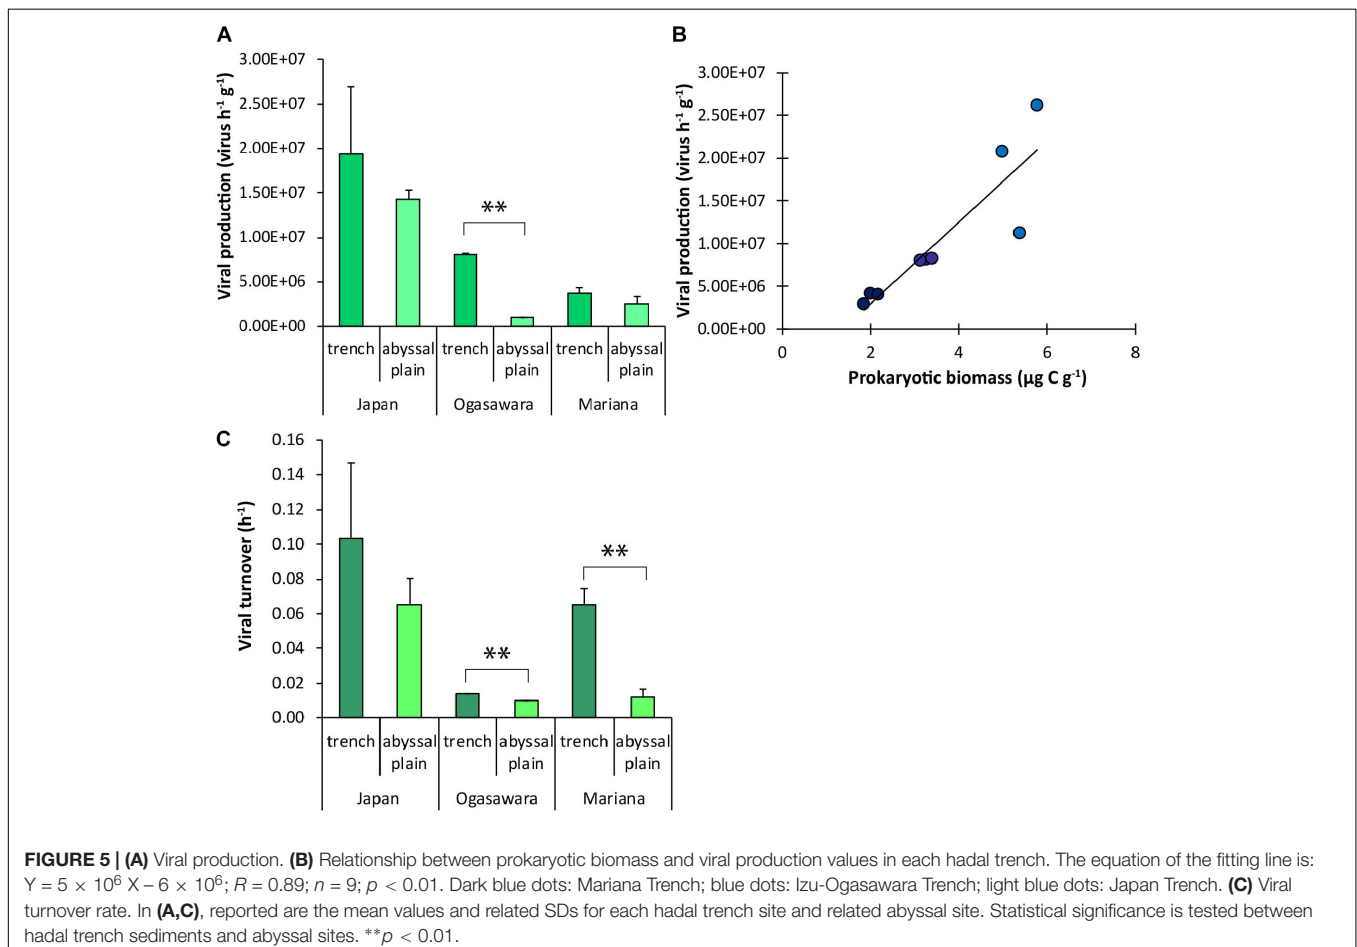 A
Viral production (virus h⁻¹ g⁻¹)
3.00E+07
2.50E+07
2.00E+07
1.50E+07
1.00E+07
5.00E+06
0.00E+00
**
trench abyssal plain trench abyssal plain trench abyssal plain
Japan Ogasawara Mariana
B
Viral production (virus h⁻¹ g⁻¹)
3.00E+07
2.50E+07
2.00E+07
1.50E+07
1.00E+07
5.00E+06
0.00E+00
0 2 4 6 8
Prokaryotic biomass (µg C g⁻¹)
C
Viral turnover (h⁻¹)
0.16
0.14
0.12
0.10
0.08
0.06
0.04
0.02
0.00
**
**
trench abyssal plain trench abyssal plain trench abyssal plain
Japan Ogasawara Mariana
FIGURE 5 | (A) Viral production. (B) Relationship between prokaryotic biomass and viral production values in each hadal trench. The equation of the fitting line is:
Y = 5 × 10⁶ X – 6 × 10⁶; R = 0.89; n = 9; p < 0.01. Dark blue dots: Mariana Trench; blue dots: Izu-Ogasawara Trench; light blue dots: Japan Trench. (C) Viral
turnover rate. In (A,C), reported are the mean values and related SDs for each hadal trench site and related abyssal site. Statistical significance is tested between
hadal trench sediments and abyssal sites. **p < 0.01.